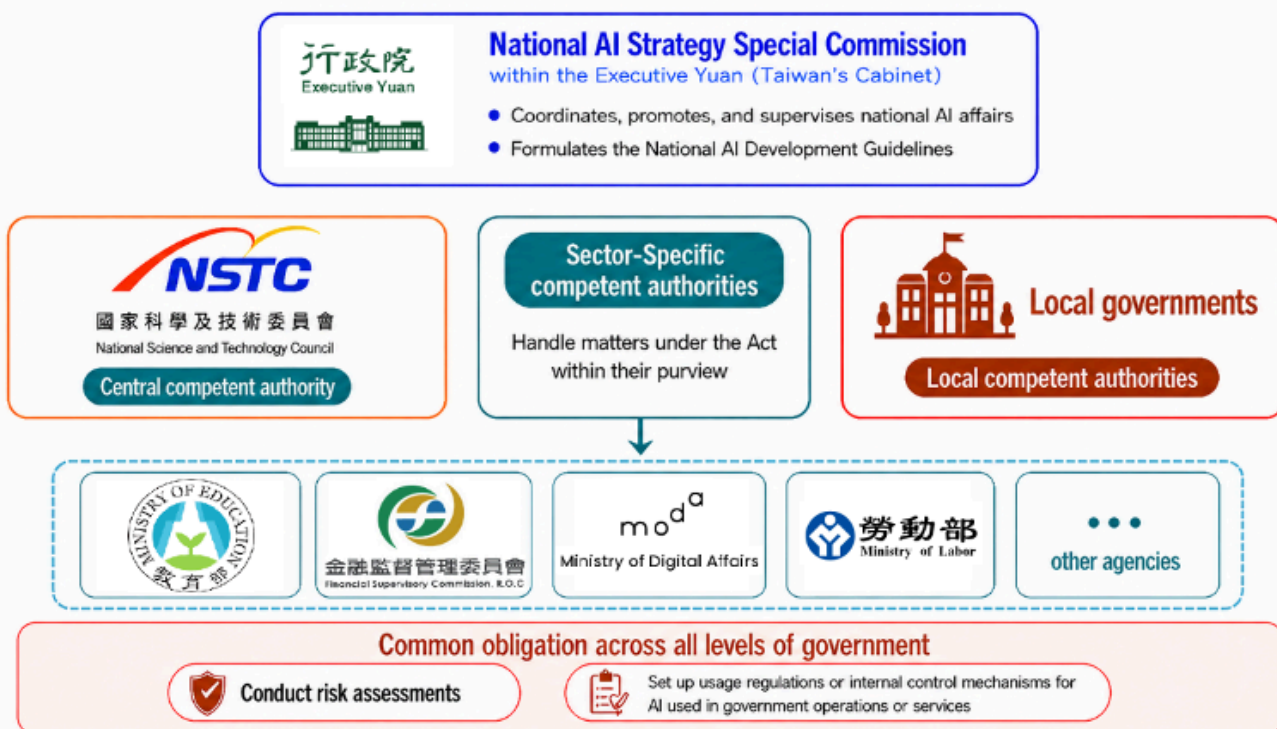 行政院
Executive Yuan
National AI Strategy Special Commission
within the Executive Yuan (Taiwan's Cabinet)
• Coordinates, promotes, and supervises national AI affairs
• Formulates the National AI Development Guidelines
NSTC
國家科學及技術委員會
National Science and Technology Council
Central competent authority
Sector-Specific
competent authorities
Handle matters under the Act
within their purview
Local governments
Local competent authorities
MINISTRY OF EDUCATION
教育部
金融監督管理委員會
Financial Supervisory Commission, R.O.C
moda
Ministry of Digital Affairs
勞動部
Ministry of Labor
•••
other agencies
Common obligation across all levels of government
Conduct risk assessments
Set up usage regulations or internal control mechanisms for
AI used in government operations or services